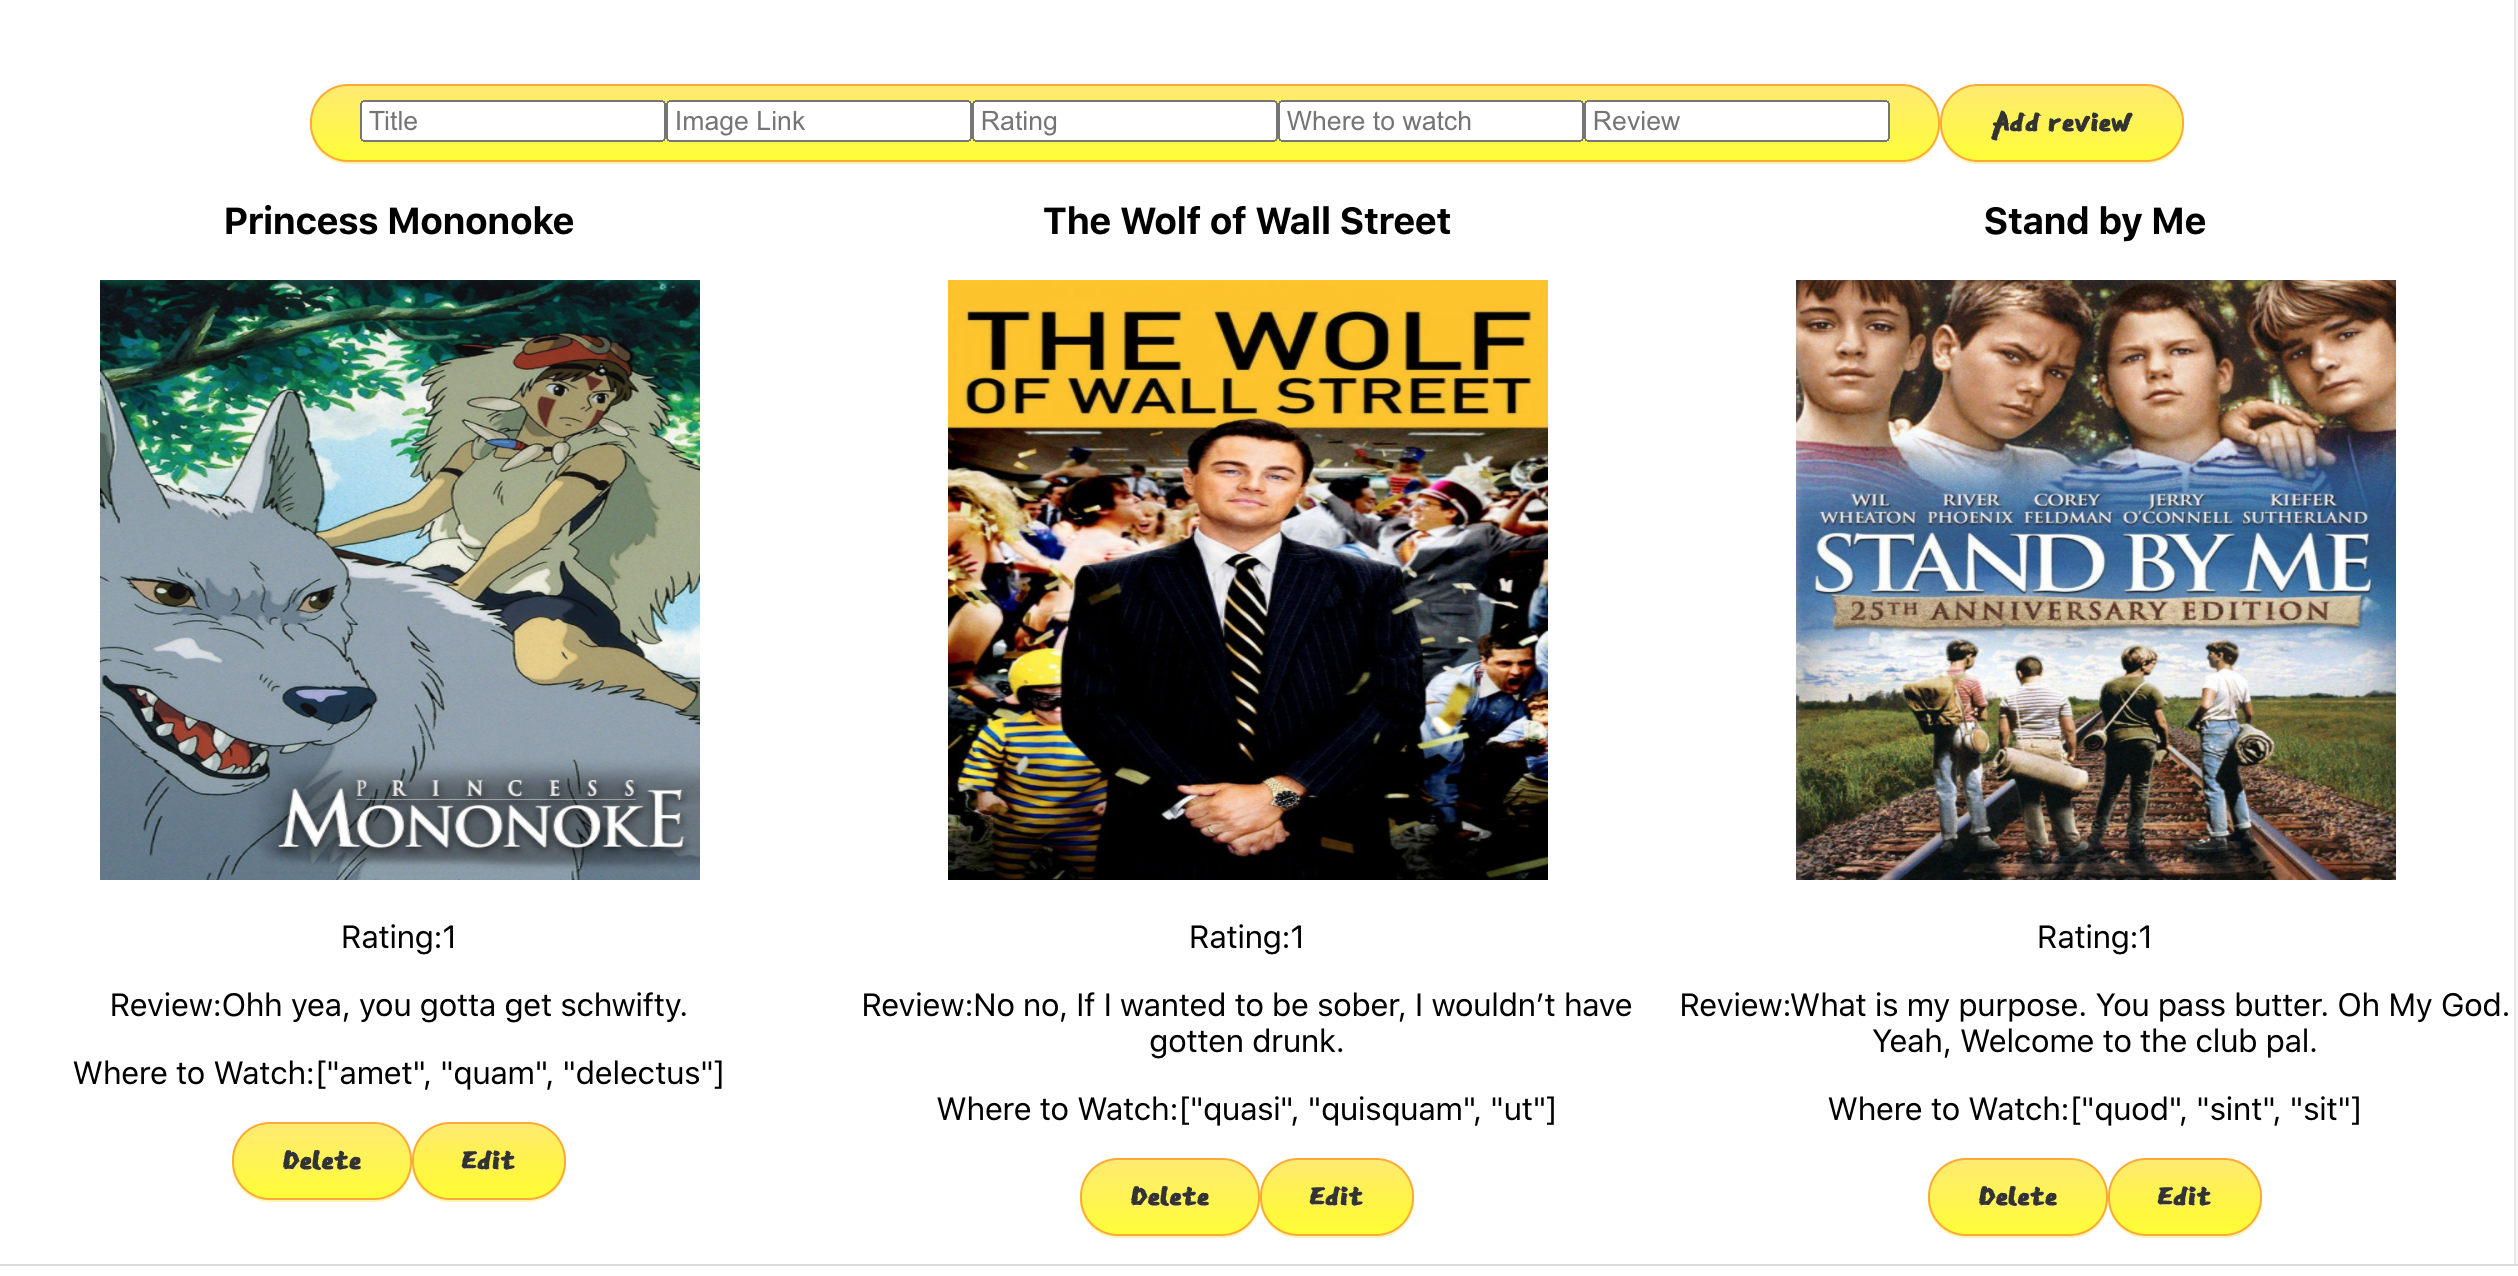 Title Image Link Rating Where to watch Review Add review
Princess Mononoke
The Wolf of Wall Street
Stand by Me
PRINCESS
MONONOKE
THE WOLF
OF WALL STREET
WIL WHEATON
RIVER PHOENIX
COREY FELDMAN
JERRY O'CONNELL
KIEFER SUTHERLAND
STAND BY ME
25TH ANNIVERSARY EDITION
Rating:1
Review:Ohh yea, you gotta get schwifty.
Where to Watch:["amet", "quam", "delectus"]
Delete Edit
Rating:1
Review:No no, If I wanted to be sober, I wouldn’t have
gotten drunk.
Where to Watch:["quasi", "quisquam", "ut"]
Delete Edit
Rating:1
Review:What is my purpose. You pass butter. Oh My God.
Yeah, Welcome to the club pal.
Where to Watch:["quod", "sint", "sit"]
Delete Edit